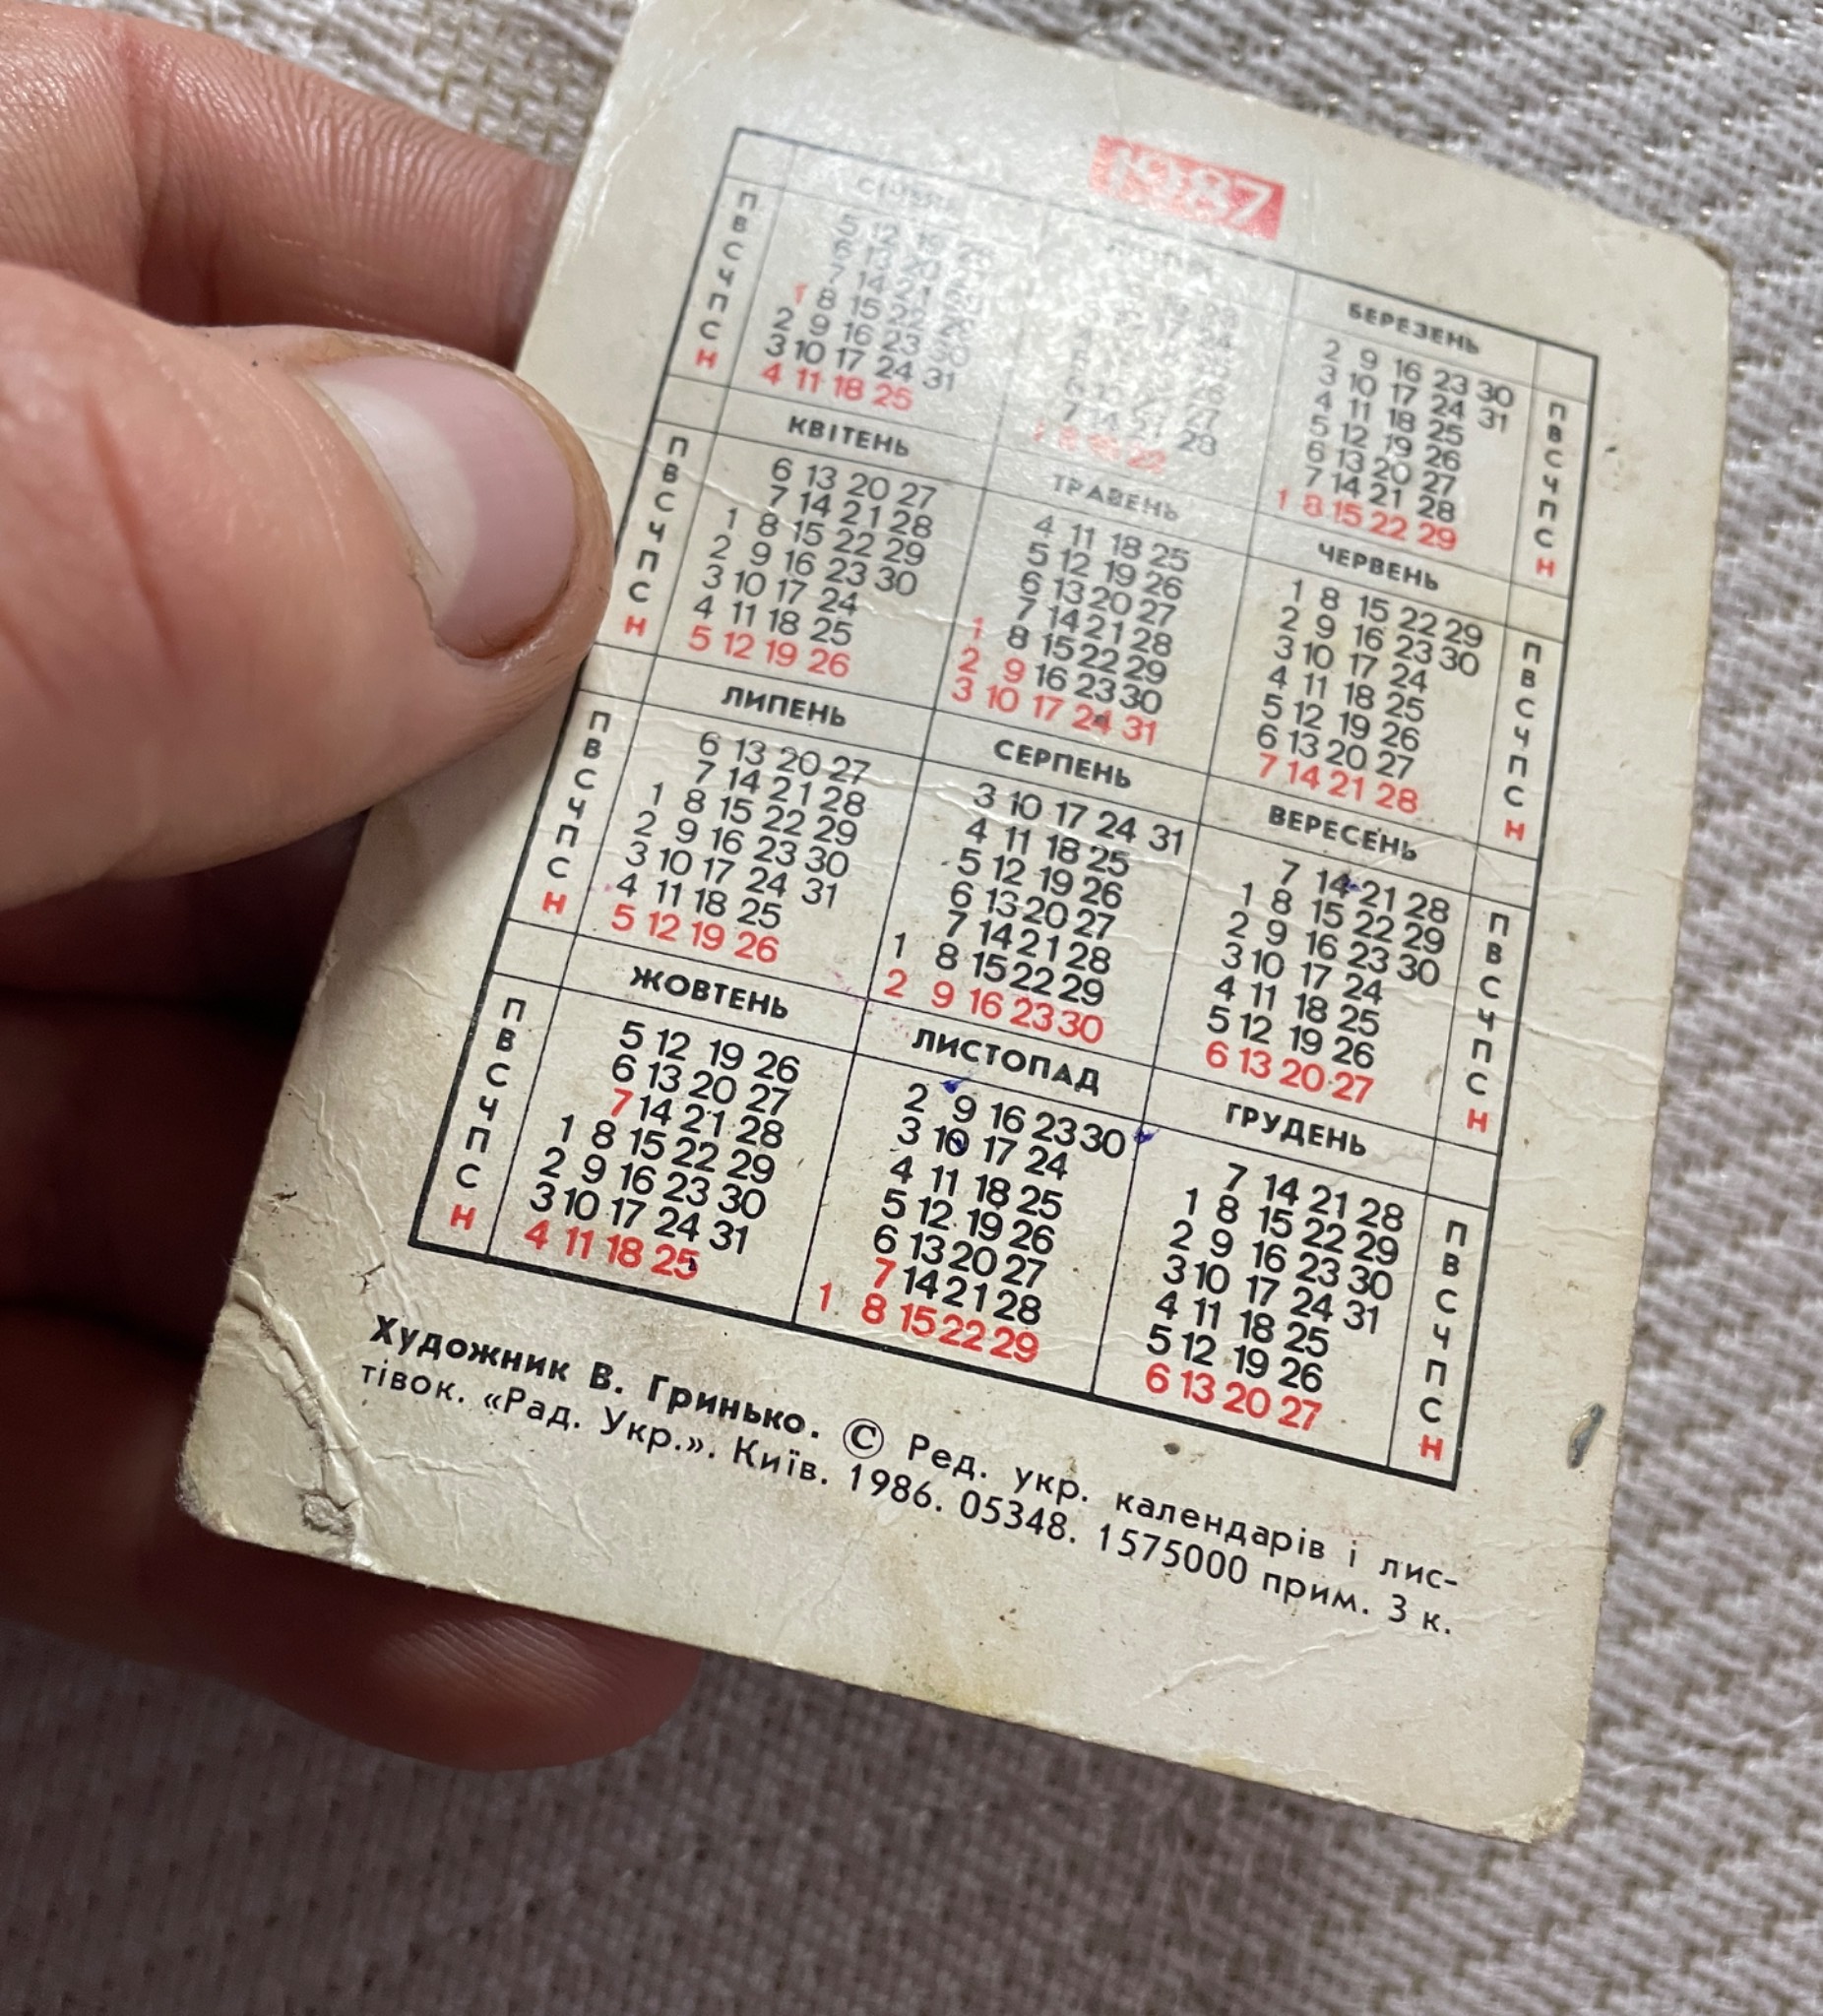 1987
СІЧЕНЬ
П 5 12 19 26
В 6 13 20 27
С 7 14 21 28
Ч 1 8 15 22 29
П 2 9 16 23 30
С 3 10 17 24 31
Н 4 11 18 25
17 24
26
27
7 14 21 28
22
БЕРЕЗЕНЬ
2 9 16 23 30 П
3 10 17 24 31 В
4 11 18 25 С
5 12 19 26 Ч
6 13 20 27 П
7 14 21 28 С
1 8 15 22 29 Н
КВІТЕНЬ
П 6 13 20 27
В 7 14 21 28
С 1 8 15 22 29
Ч 2 9 16 23 30
П 3 10 17 24
С 4 11 18 25
Н 5 12 19 26
ТРАВЕНЬ
4 11 18 25
5 12 19 26
6 13 20 27
7 14 21 28
1 8 15 22 29
2 9 16 23 30
3 10 17 24 31
ЧЕРВЕНЬ
1 8 15 22 29 П
2 9 16 23 30 В
3 10 17 24 С
4 11 18 25 Ч
5 12 19 26 П
6 13 20 27 С
7 14 21 28 Н
ЛИПЕНЬ
П 6 13 20 27
В 7 14 21 28
С 1 8 15 22 29
Ч 2 9 16 23 30
П 3 10 17 24 31
С 4 11 18 25
Н 5 12 19 26
СЕРПЕНЬ
3 10 17 24 31
4 11 18 25
5 12 19 26
6 13 20 27
7 14 21 28
1 8 15 22 29
2 9 16 23 30
ВЕРЕСЕНЬ
7 14 21 28 П
1 8 15 22 29 В
2 9 16 23 30 С
3 10 17 24 Ч
4 11 18 25 П
5 12 19 26 С
6 13 20 27 Н
ЖОВТЕНЬ
П 5 12 19 26
В 6 13 20 27
С 7 14 21 28
Ч 1 8 15 22 29
П 2 9 16 23 30
С 3 10 17 24 31
Н 4 11 18 25
ЛИСТОПАД
2 9 16 23 30
3 10 17 24
4 11 18 25
5 12 19 26
6 13 20 27
7 14 21 28
1 8 15 22 29
ГРУДЕНЬ
7 14 21 28 П
1 8 15 22 29 В
2 9 16 23 30 С
3 10 17 24 31 Ч
4 11 18 25 П
5 12 19 26 С
6 13 20 27 Н
Художник В. Гринько. © Ред. укр. календарів і лис-
тівок. «Рад. Укр.». Київ. 1986. 05348. 1575000 прим. 3 к.